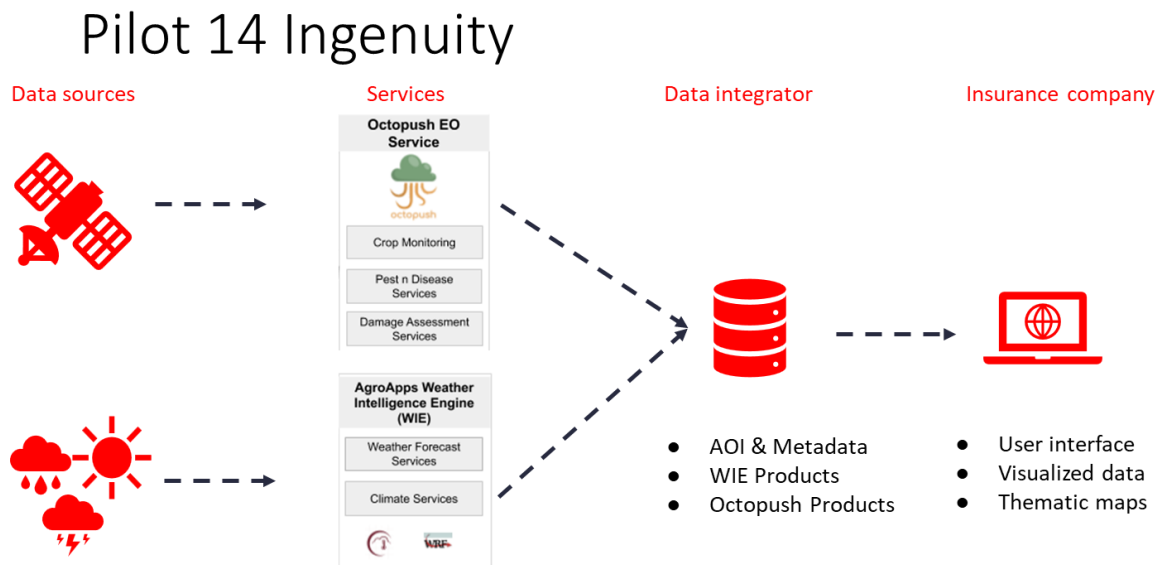 Pilot 14 Ingenuity
Data sources
Services
Data integrator
Insurance company
Octopush EO
Service
octopush
Crop Monitoring
Pest n Disease
Services
Damage Assessment
Services
AgroApps Weather
Intelligence Engine
(WIE)
Weather Forecast
Services
Climate Services
WRF
● AOI & Metadata
● WIE Products
● Octopush Products
● User interface
● Visualized data
● Thematic maps